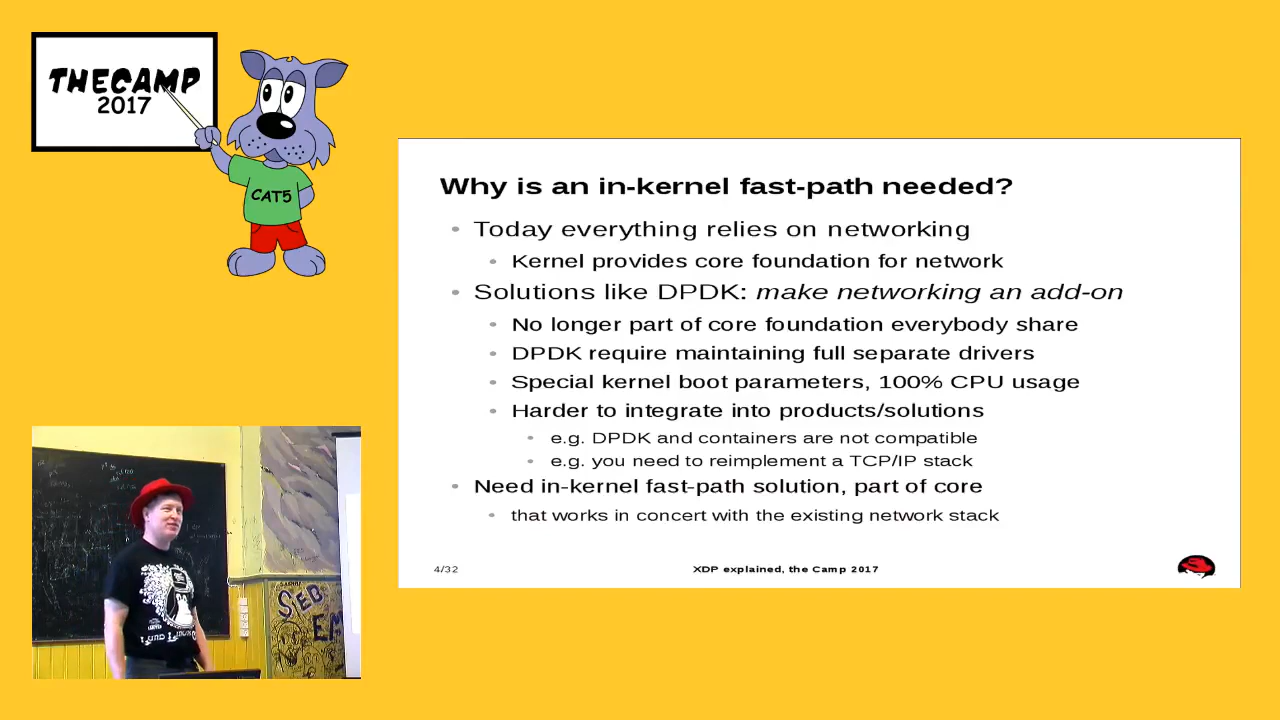 THECAMP
2017
CAT5
Why is an in-kernel fast-path needed?
Today everything relies on networking
Kernel provides core foundation for network
Solutions like DPDK: make networking an add-on
No longer part of core foundation everybody share
DPDK require maintaining full separate drivers
Special kernel boot parameters, 100% CPU usage
Harder to integrate into products/solutions
e.g. DPDK and containers are not compatible
e.g. you need to reimplement a TCP/IP stack
Need in-kernel fast-path solution, part of core
that works in concert with the existing network stack
4/32
XDP explained, the Camp 2017
SIEB
EM